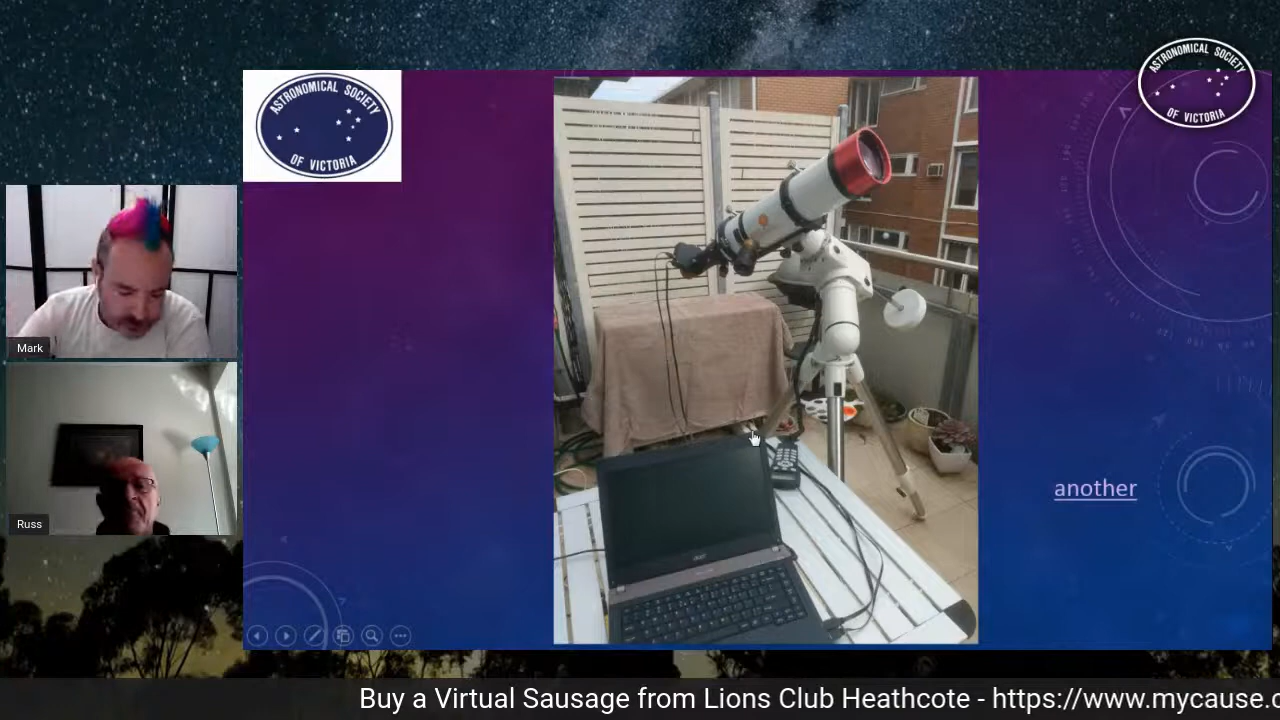 ASTRONOMICAL SOCIETY
OF VICTORIA
ASTRONOMICAL SOCIETY
OF VICTORIA
Mark
Russ
acer
another
Buy a Virtual Sausage from Lions Club Heathcote - https://www.mycause.c